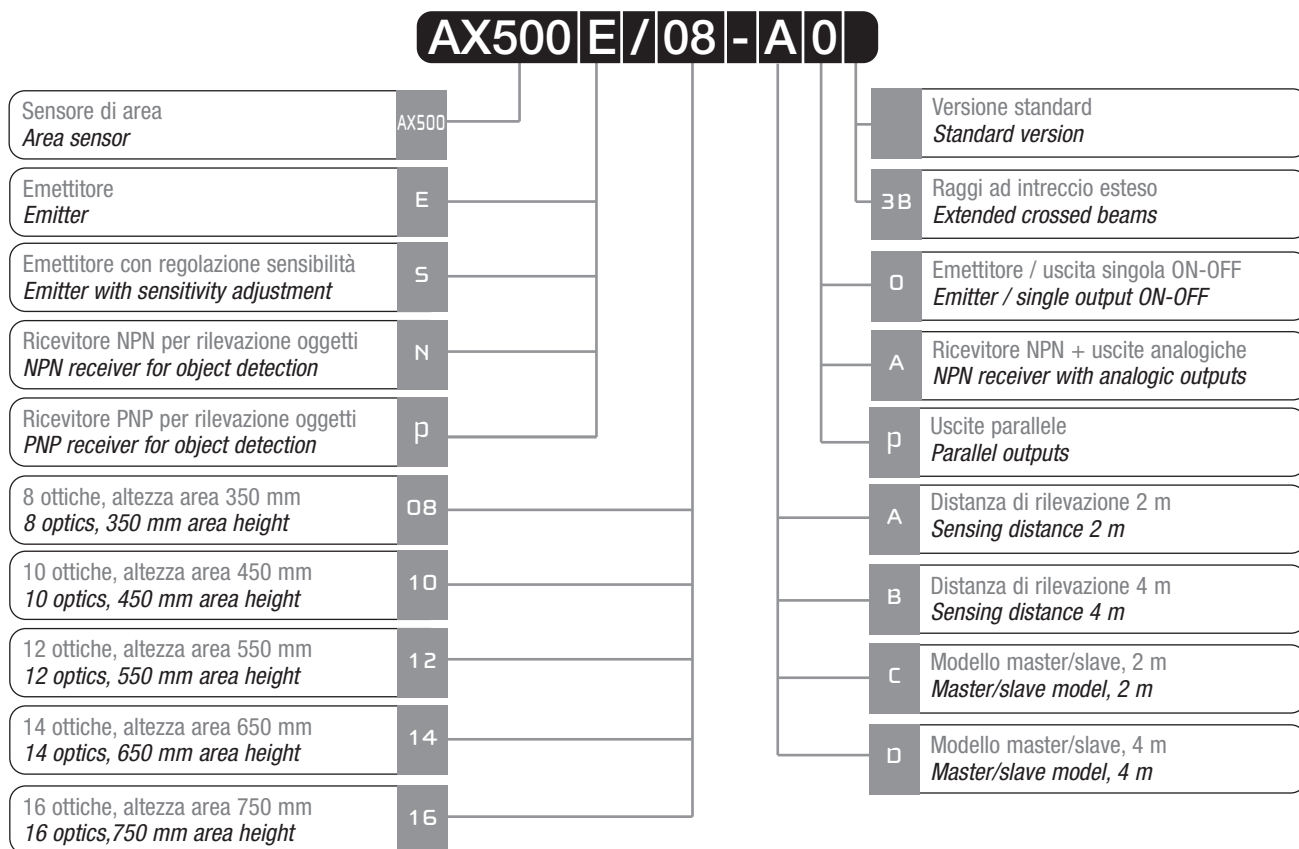 AX500 E / 08 - A 0
Sensore di area
Area sensor
AX500
Emettitore
Emitter
E
Emettitore con regolazione sensibilità
Emitter with sensitivity adjustment
S
Ricevitore NPN per rilevazione oggetti
NPN receiver for object detection
N
Ricevitore PNP per rilevazione oggetti
PNP receiver for object detection
P
8 ottiche, altezza area 350 mm
8 optics, 350 mm area height
08
10 ottiche, altezza area 450 mm
10 optics, 450 mm area height
10
12 ottiche, altezza area 550 mm
12 optics, 550 mm area height
12
14 ottiche, altezza area 650 mm
14 optics, 650 mm area height
14
16 ottiche, altezza area 750 mm
16 optics,750 mm area height
16
Versione standard
Standard version
3B
Raggi ad intreccio esteso
Extended crossed beams
0
Emettitore / uscita singola ON-OFF
Emitter / single output ON-OFF
A
Ricevitore NPN + uscite analogiche
NPN receiver with analogic outputs
P
Uscite parallele
Parallel outputs
A
Distanza di rilevazione 2 m
Sensing distance 2 m
B
Distanza di rilevazione 4 m
Sensing distance 4 m
C
Modello master/slave, 2 m
Master/slave model, 2 m
D
Modello master/slave, 4 m
Master/slave model, 4 m